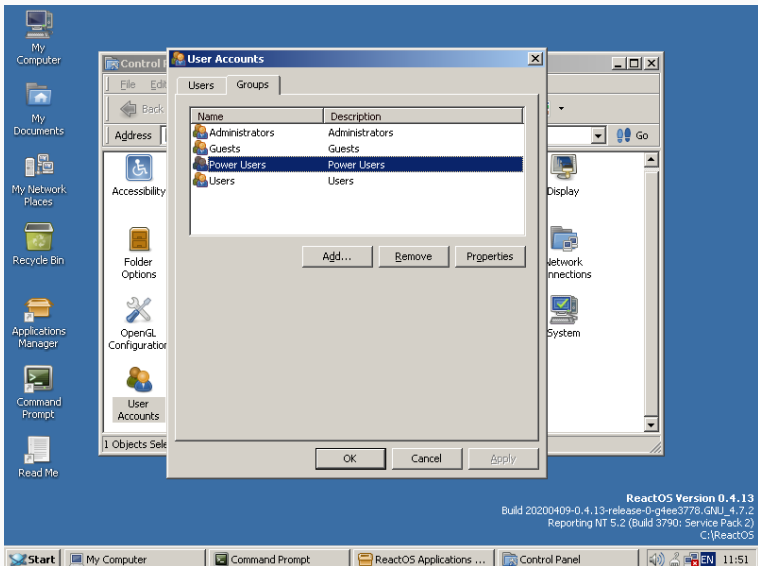 My
Computer
My
Documents
My Network
Places
Recycle Bin
Applications
Manager
Command
Prompt
Read Me
Control
File Edit
Back
Address
Go
Accessibility
Display
Folder
Options
Network
Connections
OpenGL
Configuration
System
User
Accounts
1 Objects Sele
User Accounts
Users Groups
Name Description
Administrators Administrators
Guests Guests
Power Users Power Users
Users Users
Add... Remove Properties
OK Cancel Apply
ReactOS Version 0.4.13
Build 20200409-0.4.13-release-0-g4ee3778.GNU_4.7.2
Reporting NT 5.2 (Build 3790: Service Pack 2)
C:\ReactOS
Start My Computer Command Prompt ReactOS Applications ... Control Panel EN 11:51